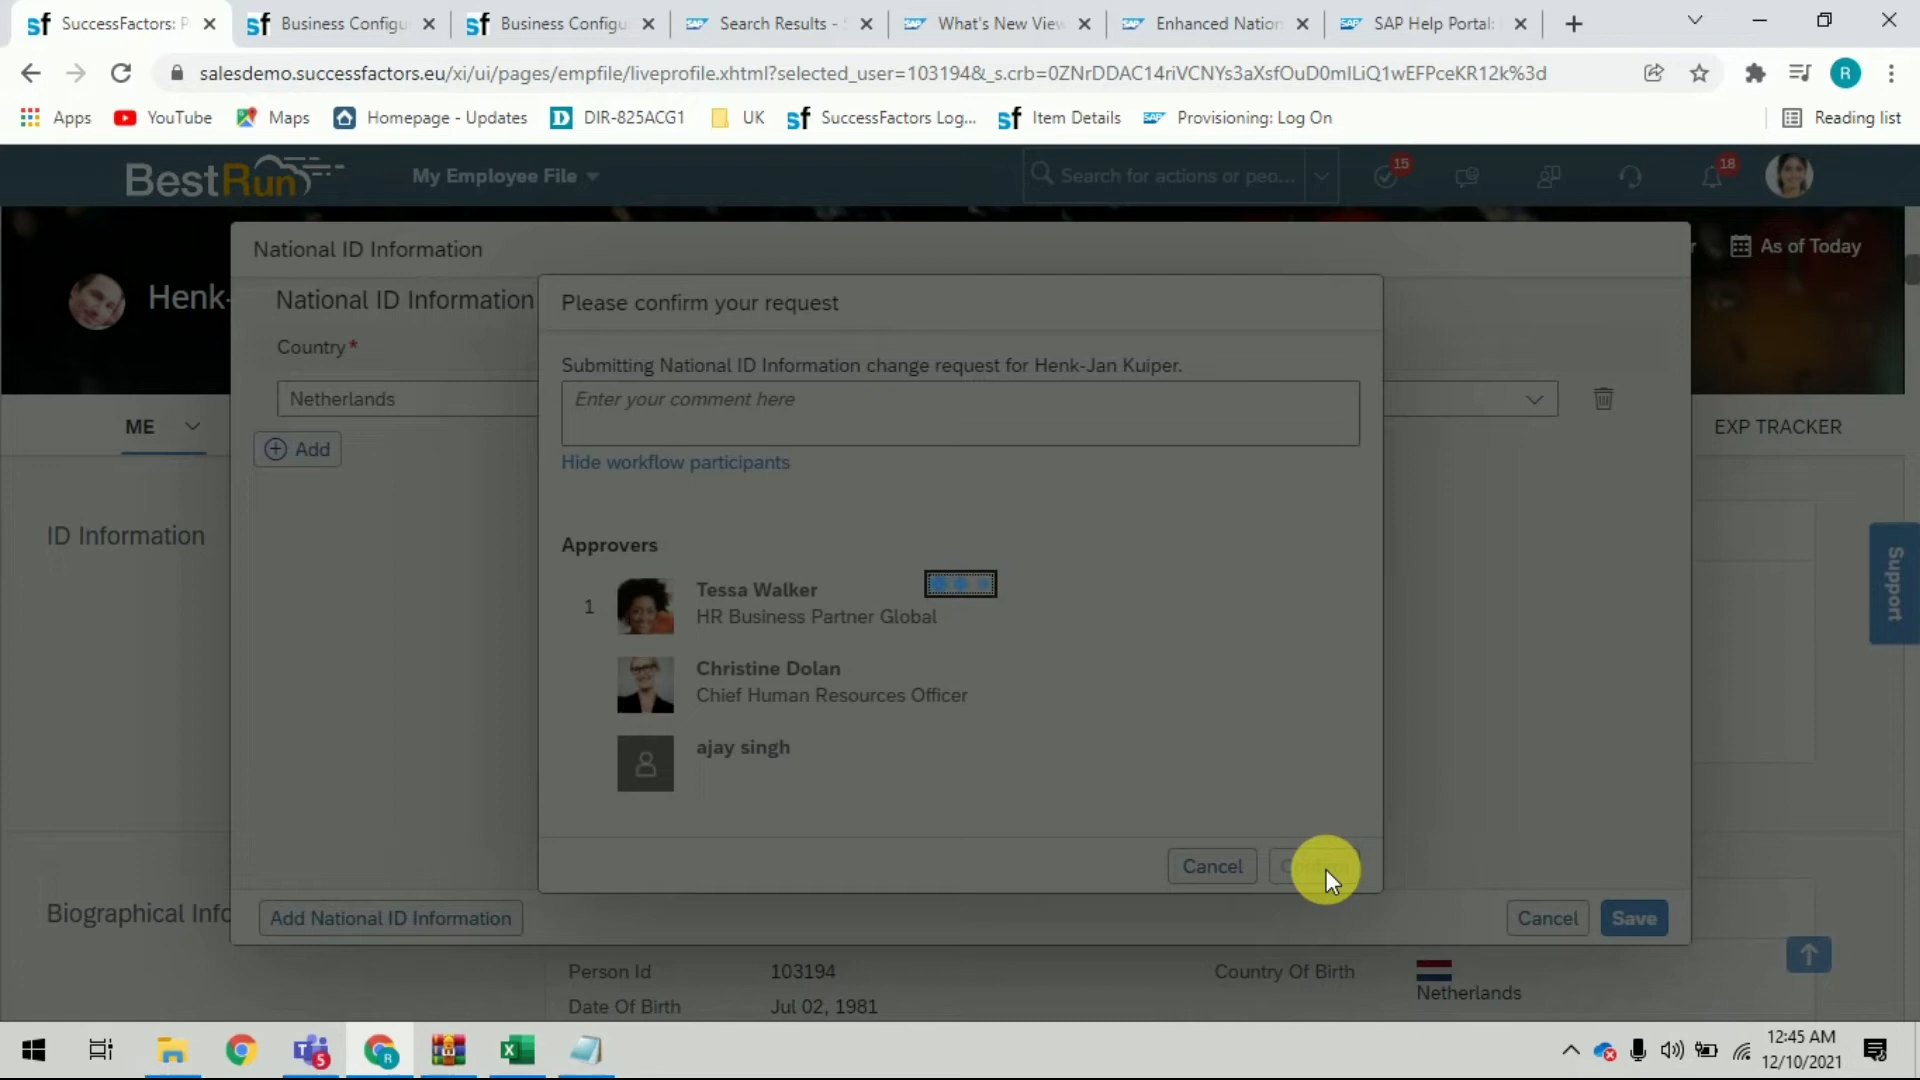 SuccessFactors: P
Business Configu
Business Configu
Search Results -
What's New View
Enhanced Nation
SAP Help Portal:
salesdemo.successfactors.eu/xi/ui/pages/empfile/liveprofile.xhtml?selected_user=103194&_s.crb=0ZNrDDAC14riVCNYs3aXsfOuD0mILiQ1wEFPceKR12k%3d
R
Apps
YouTube
Maps
Homepage - Updates
DIR-825ACG1
UK
SuccessFactors Log...
Item Details
Provisioning: Log On
Reading list
BestRun
My Employee File
Search for actions or peo...
15
18
National ID Information
As of Today
Henk-
National ID Information
Please confirm your request
Country*
Submitting National ID Information change request for Henk-Jan Kuiper.
Netherlands
Enter your comment here
ME
EXP TRACKER
Add
Hide workflow participants
ID Information
Approvers
Support
1
Tessa Walker
HR Business Partner Global
Christine Dolan
Chief Human Resources Officer
ajay singh
Cancel
Biographical Info
Add National ID Information
Cancel
Save
Person Id
103194
Country Of Birth
Netherlands
Date Of Birth
Jul 02, 1981
5
R
12:45 AM
12/10/2021